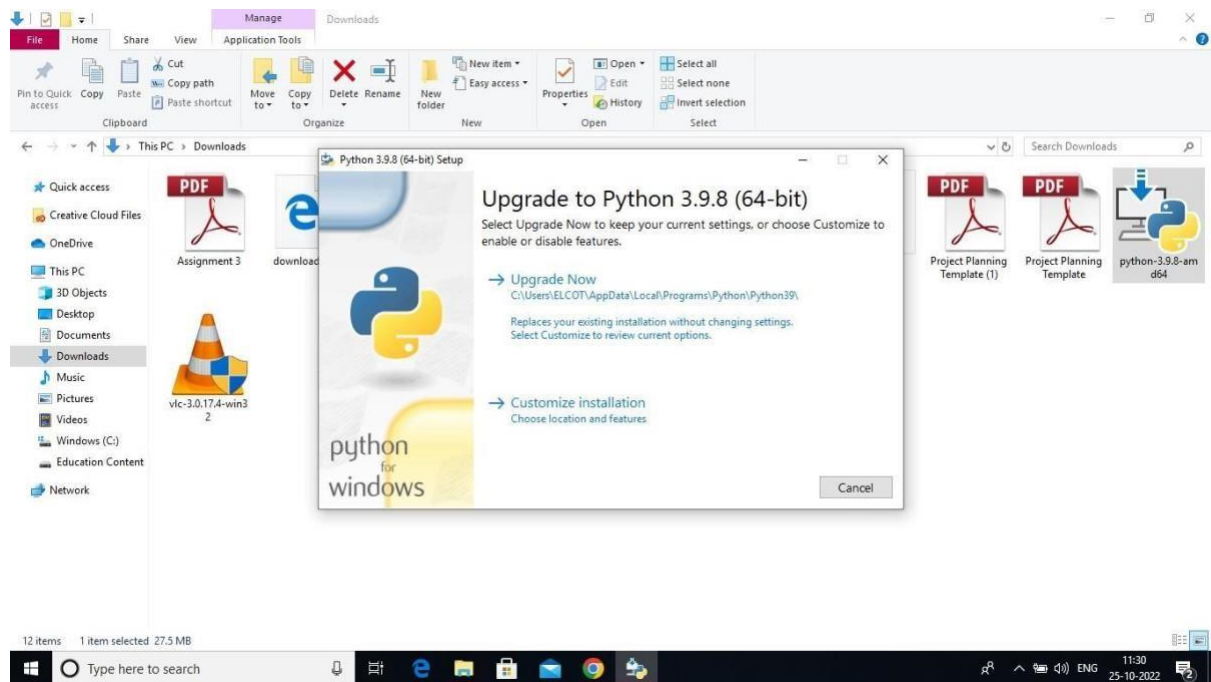 Manage
Downloads
File
Home
Share
View
Application Tools
Pin to Quick access
Copy
Paste
Cut
Copy path
Paste shortcut
Clipboard
Move to
Copy to
Delete
Rename
Organize
New folder
New item
Easy access
New
Properties
Open
Edit
History
Open
Select all
Select none
Invert selection
Select
This PC > Downloads
Search Downloads
Quick access
Creative Cloud Files
OneDrive
This PC
3D Objects
Desktop
Documents
Downloads
Music
Pictures
Videos
Windows (C:)
Education Content
Network
PDF
Assignment 3
download
vlc-3.0.17.4-win3
2
Python 3.9.8 (64-bit) Setup
Upgrade to Python 3.9.8 (64-bit)
Select Upgrade Now to keep your current settings, or choose Customize to
enable or disable features.
Upgrade Now
C:\Users\ELCOT\AppData\Local\Programs\Python\Python39\
Replaces your existing installation without changing settings.
Select Customize to review current options.
Customize installation
Choose location and features
python
for
windows
Cancel
PDF
Project Planning
Template (1)
PDF
Project Planning
Template
python-3.9.8-am
d64
12 items
1 item selected 27.5 MB
Type here to search
ENG
11:30
25-10-2022
2